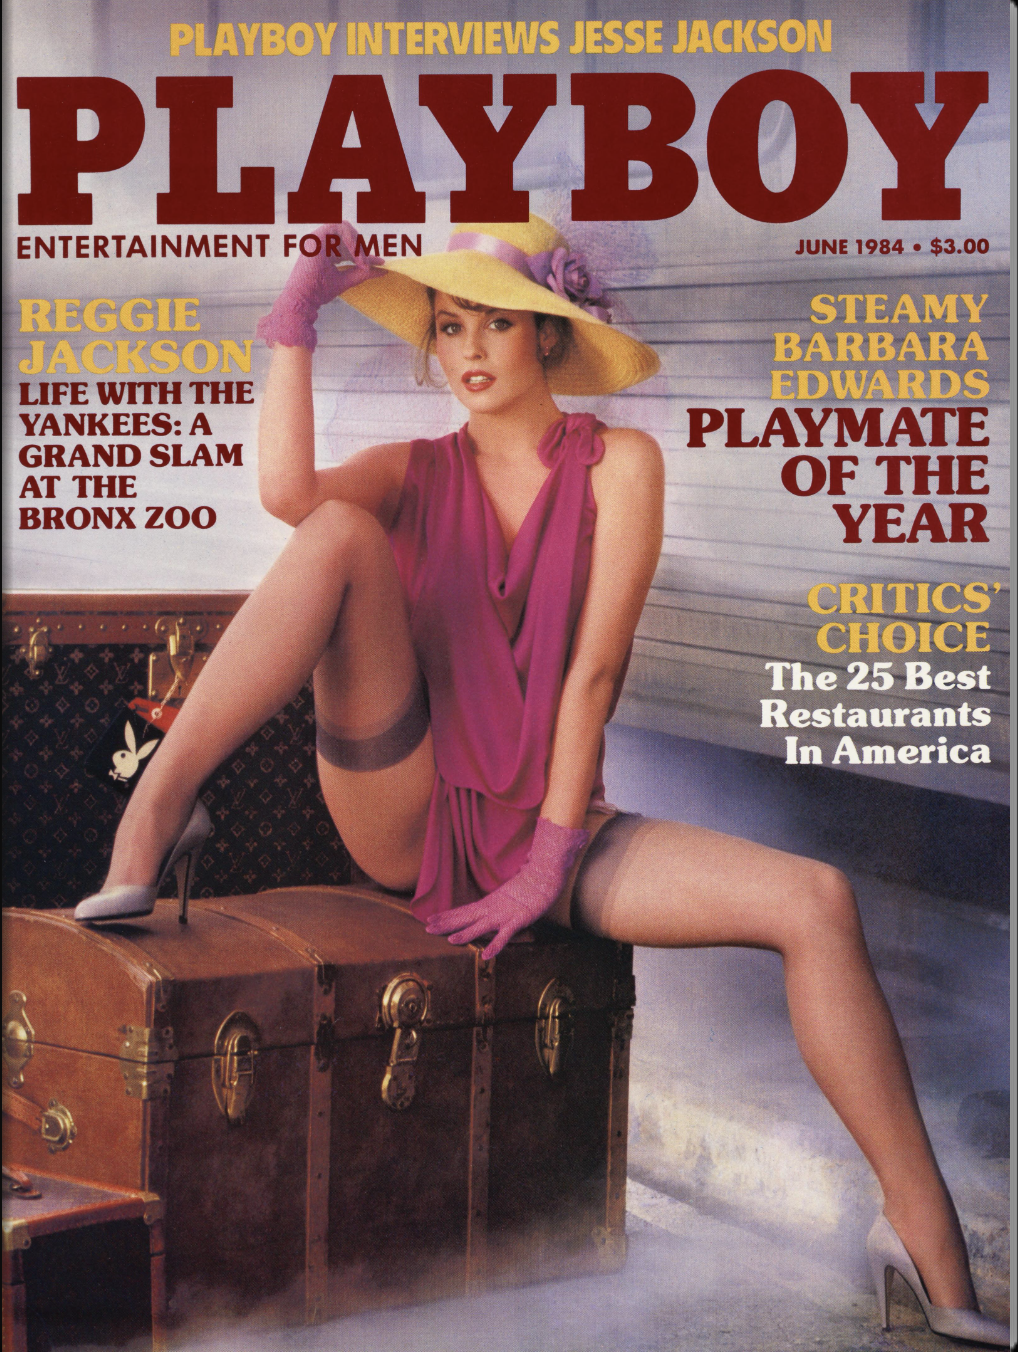 PLAYBOY INTERVIEWS JESSE JACKSON
PLAYBOY
ENTERTAINMENT FOR MEN
JUNE 1984 • $3.00
REGGIE
JACKSON
LIFE WITH THE
YANKEES: A
GRAND SLAM
AT THE
BRONX ZOO
STEAMY
BARBARA
EDWARDS
PLAYMATE
OF THE
YEAR
CRITICS’
CHOICE
The 25 Best
Restaurants
In America